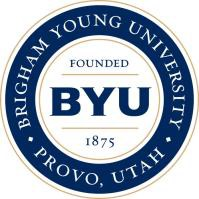 BRIGHAM YOUNG UNIVERSITY
FOUNDED
BYU
1875
PROVO, UTAH